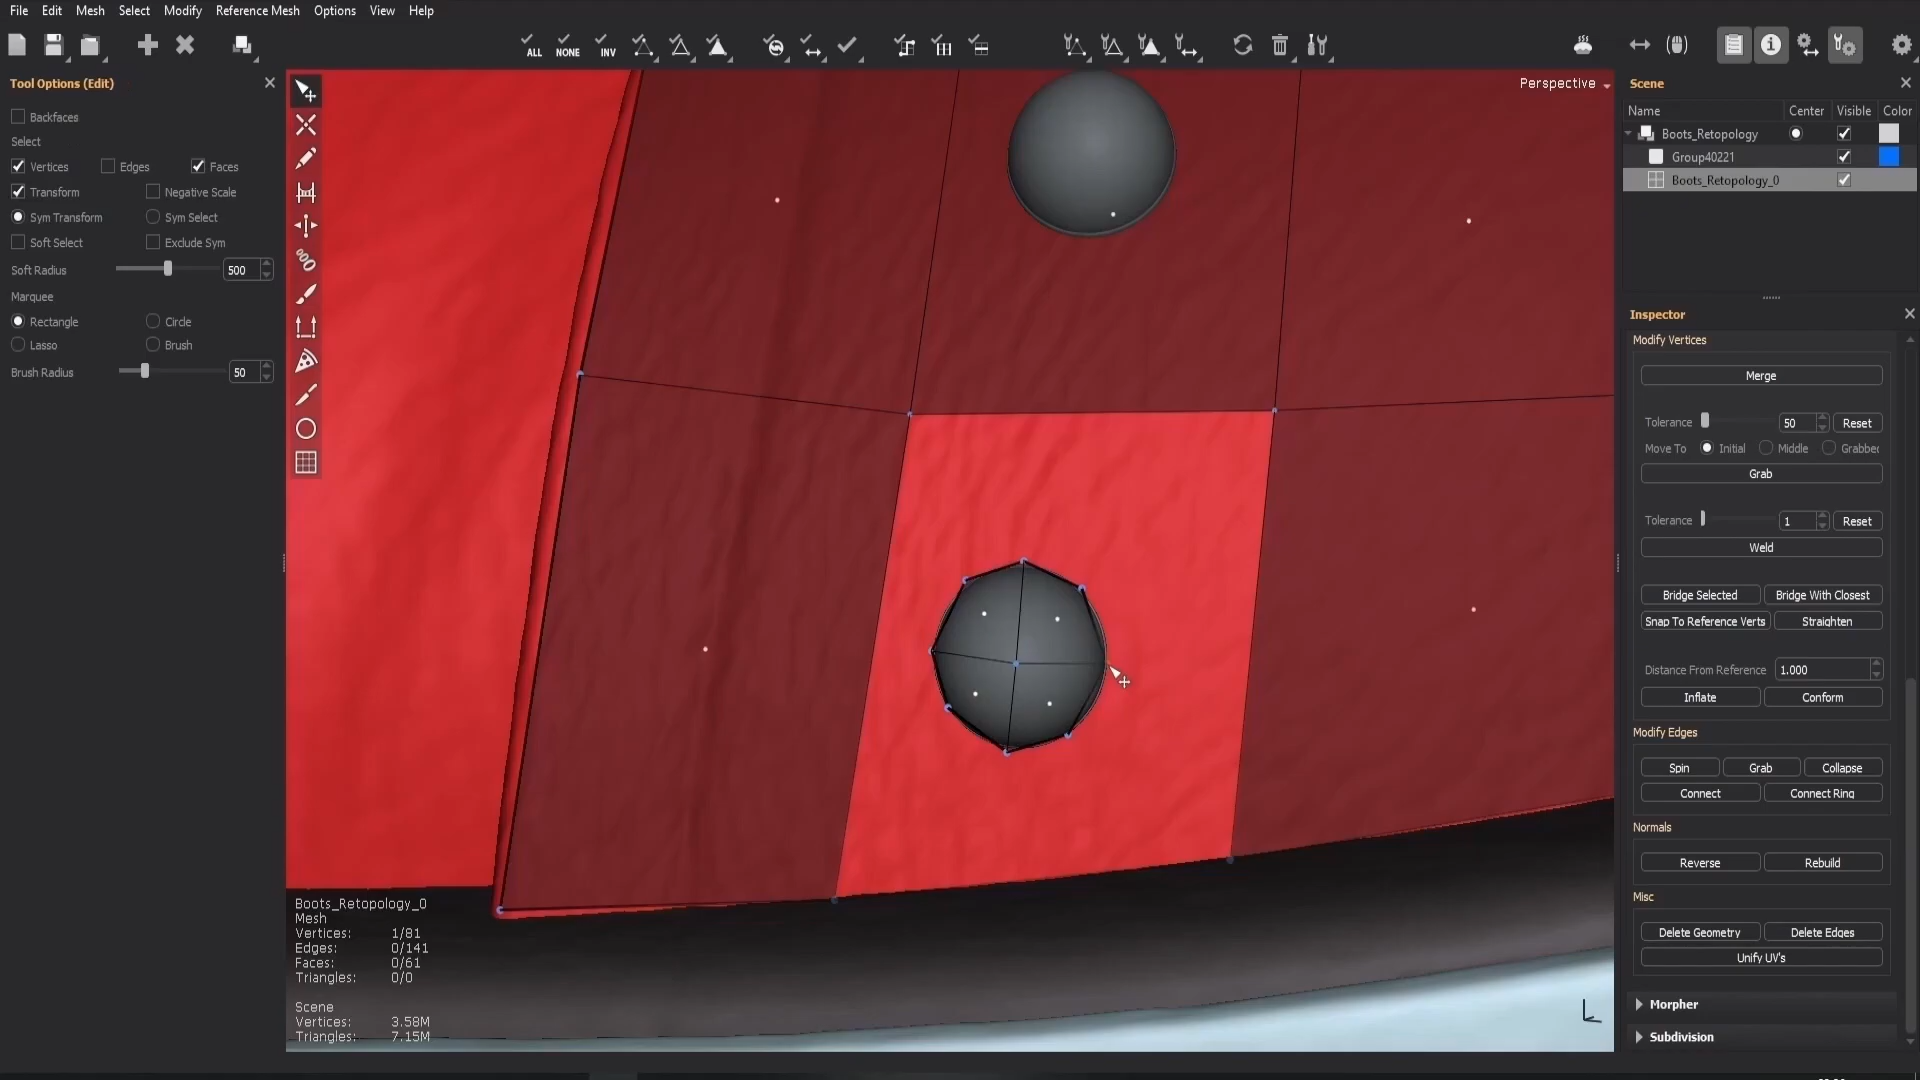 File Edit Mesh Select Modify Reference Mesh Options View Help
ALL NONE INV
Tool Options (Edit)
Backfaces
Select
Vertices Edges Faces
Transform Negative Scale
Sym Transform Sym Select
Soft Select Exclude Sym
Soft Radius 500
Marquee
Rectangle Circle
Lasso Brush
Brush Radius 50
Perspective
Boots_Retopology_0
Mesh
Vertices: 1/81
Edges: 0/141
Faces: 0/61
Triangles: 0/0
Scene
Vertices: 3.58M
Triangles: 7.15M
Scene
Name Center Visible Color
Boots_Retopology
Group40221
Boots_Retopology_0
Inspector
Modify Vertices
Merge
Tolerance 50 Reset
Move To Initial Middle Grabbec
Grab
Tolerance 1 Reset
Weld
Bridge Selected Bridge With Closest
Snap To Reference Verts Straighten
Distance From Reference 1.000
Inflate Conform
Modify Edges
Spin Grab Collapse
Connect Connect Ring
Normals
Reverse Rebuild
Misc
Delete Geometry Delete Edges
Unify UV's
Morpher
Subdivision